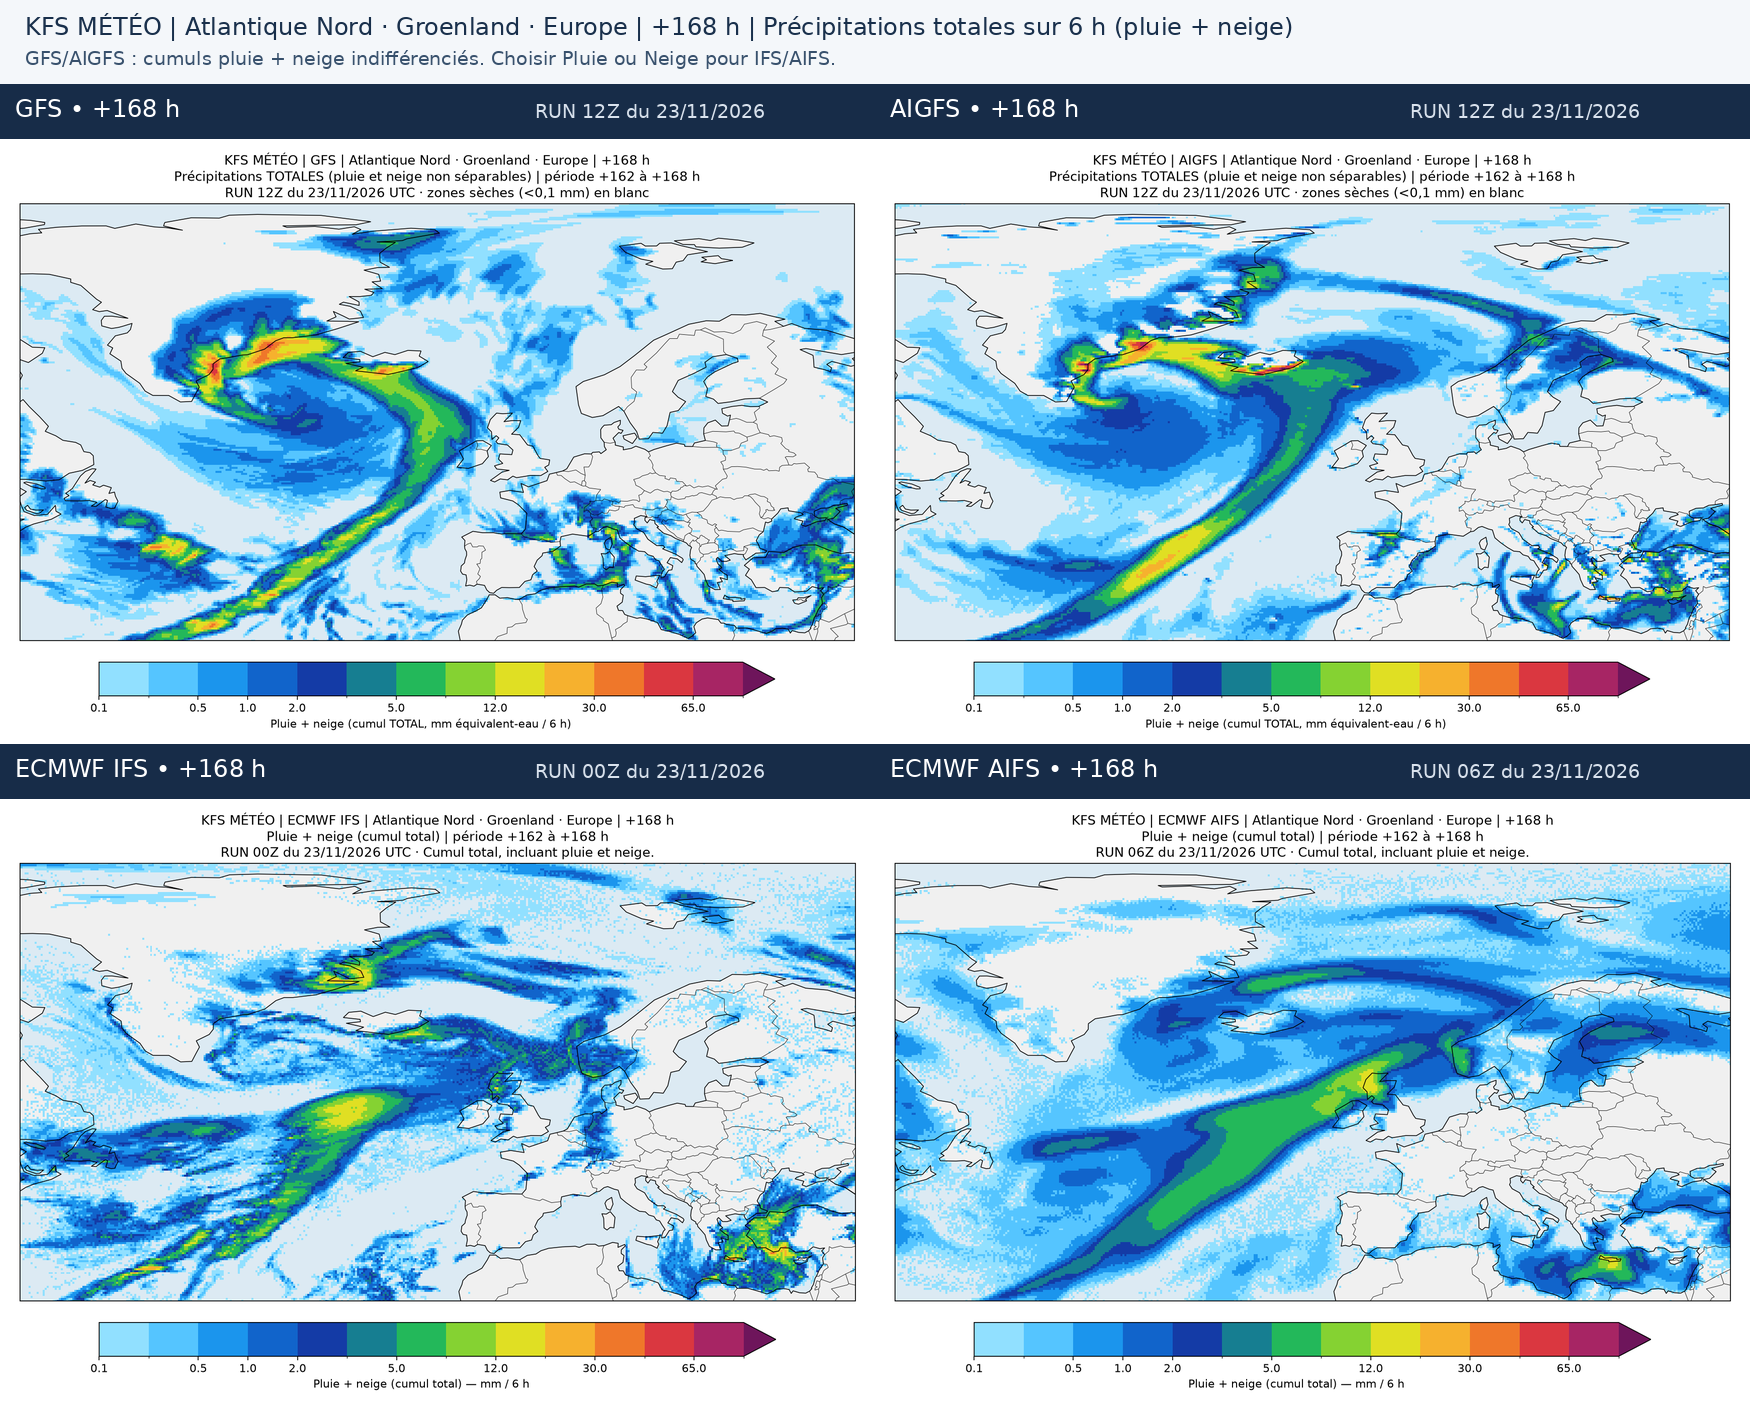 KFS MÉTÉO | Atlantique Nord · Groenland · Europe | +168 h | Précipitations totales sur 6 h (pluie + neige)
GFS/AIGFS : cumuls pluie + neige indifférenciés. Choisir Pluie ou Neige pour IFS/AIFS.
GFS • +168 h
RUN 12Z du 23/11/2026
KFS MÉTÉO | GFS | Atlantique Nord · Groenland · Europe | +168 h
Précipitations TOTALES (pluie et neige non séparables) | période +162 à +168 h
RUN 12Z du 23/11/2026 UTC · zones sèches (<0,1 mm) en blanc
0.1 0.5 1.0 2.0 5.0 12.0 30.0 65.0
Pluie + neige (cumul TOTAL, mm équivalent-eau / 6 h)
AIGFS • +168 h
RUN 12Z du 23/11/2026
KFS MÉTÉO | AIGFS | Atlantique Nord · Groenland · Europe | +168 h
Précipitations TOTALES (pluie et neige non séparables) | période +162 à +168 h
RUN 12Z du 23/11/2026 UTC · zones sèches (<0,1 mm) en blanc
0.1 0.5 1.0 2.0 5.0 12.0 30.0 65.0
Pluie + neige (cumul TOTAL, mm équivalent-eau / 6 h)
ECMWF IFS • +168 h
RUN 00Z du 23/11/2026
KFS MÉTÉO | ECMWF IFS | Atlantique Nord · Groenland · Europe | +168 h
Pluie + neige (cumul total) | période +162 à +168 h
RUN 00Z du 23/11/2026 UTC · Cumul total, incluant pluie et neige.
0.1 0.5 1.0 2.0 5.0 12.0 30.0 65.0
Pluie + neige (cumul total) — mm / 6 h
ECMWF AIFS • +168 h
RUN 06Z du 23/11/2026
KFS MÉTÉO | ECMWF AIFS | Atlantique Nord · Groenland · Europe | +168 h
Pluie + neige (cumul total) | période +162 à +168 h
RUN 06Z du 23/11/2026 UTC · Cumul total, incluant pluie et neige.
0.1 0.5 1.0 2.0 5.0 12.0 30.0 65.0
Pluie + neige (cumul total) — mm / 6 h